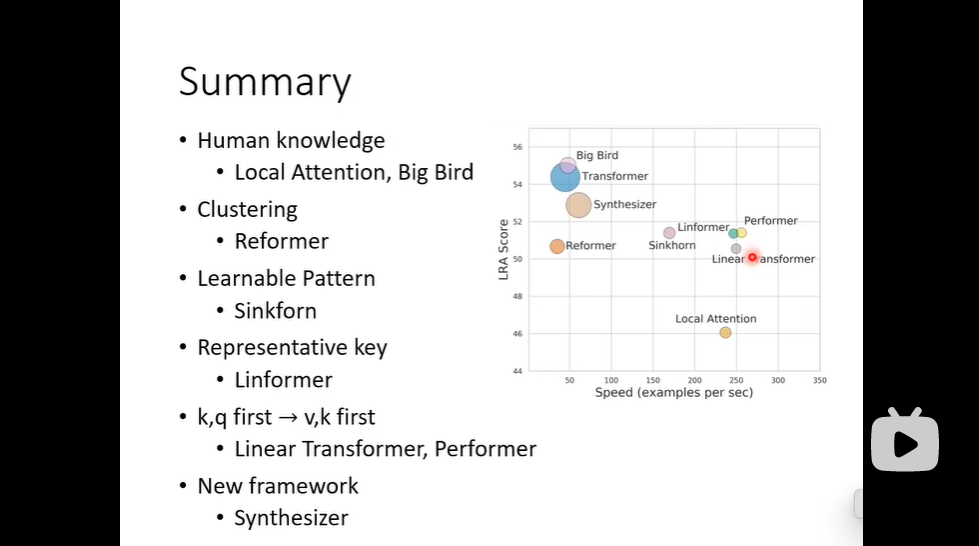 Summary
• Human knowledge
• Local Attention, Big Bird
• Clustering
• Reformer
• Learnable Pattern
• Sinkforn
• Representative key
• Linformer
• k,q first → v,k first
• Linear Transformer, Performer
• New framework
• Synthesizer
56
54
52
50
48
46
44
LRA Score
Big Bird
Transformer
Synthesizer
Performer
Linformer
Sinkhorn
Reformer
Linear ansformer
Local Attention
50
100
150
200
250
300
350
Speed (examples per sec)